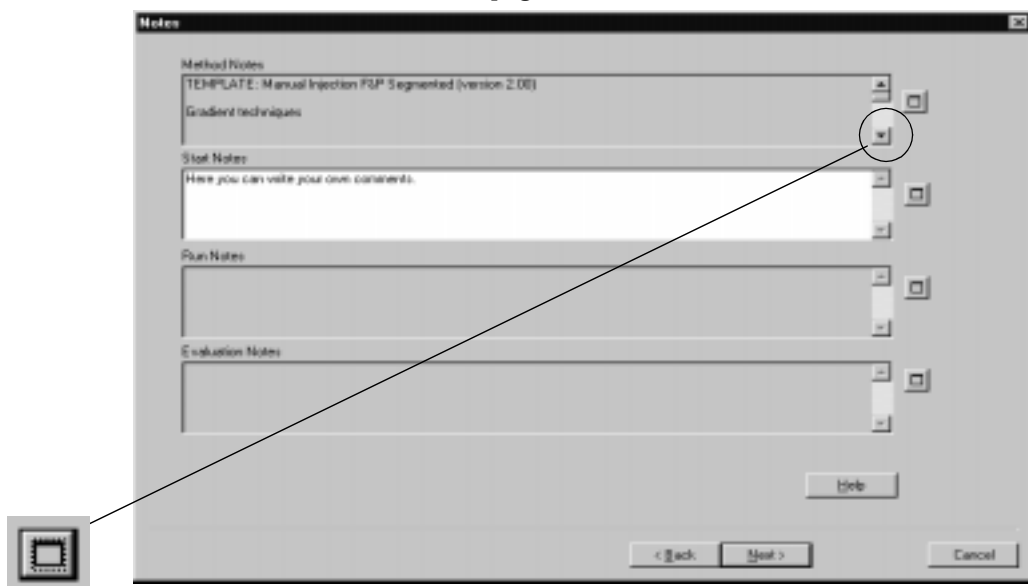 Notes
Method Notes
TEMPLATE: Manual Injection F&P Segmented (version 2.00)
Gradient techniques
Start Notes
Here you can write your own comments.
Run Notes
Evaluation Notes
Help
< Back Next > Cancel